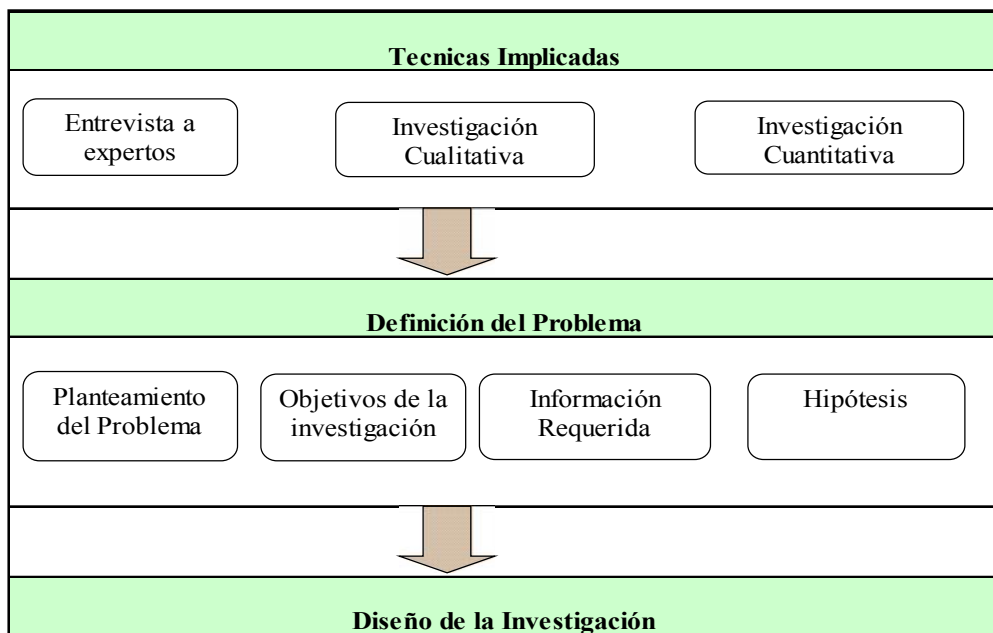 Tecnicas Implicadas
Entrevista a
expertos
Investigación
Cualitativa
Investigación
Cuantitativa
Definición del Problema
Planteamiento
del Problema
Objetivos de la
investigación
Información
Requerida
Hipótesis
Diseño de la Investigación